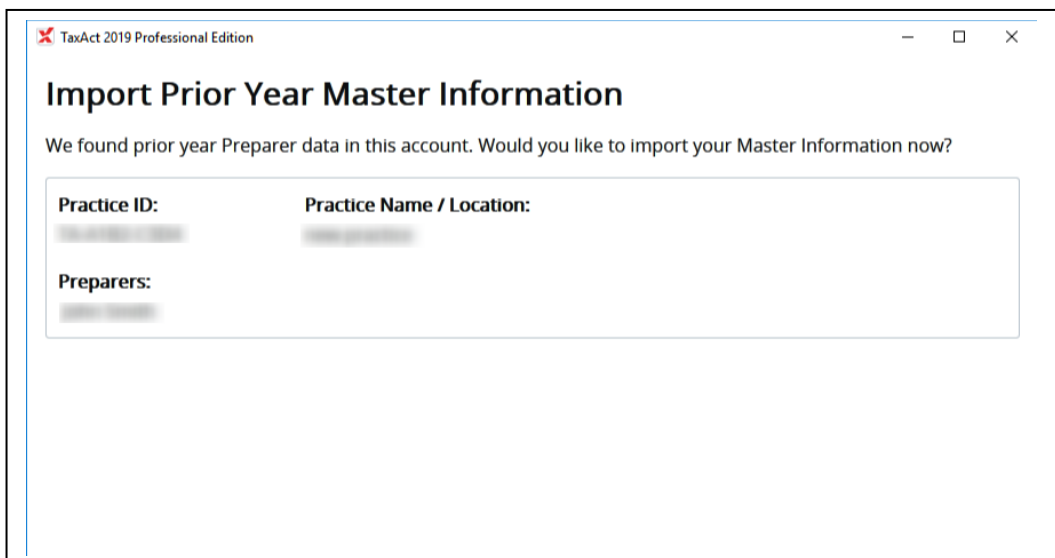 TaxAct 2019 Professional Edition
Import Prior Year Master Information
We found prior year Preparer data in this account. Would you like to import your Master Information now?
Practice ID: Practice Name / Location:
Preparers: